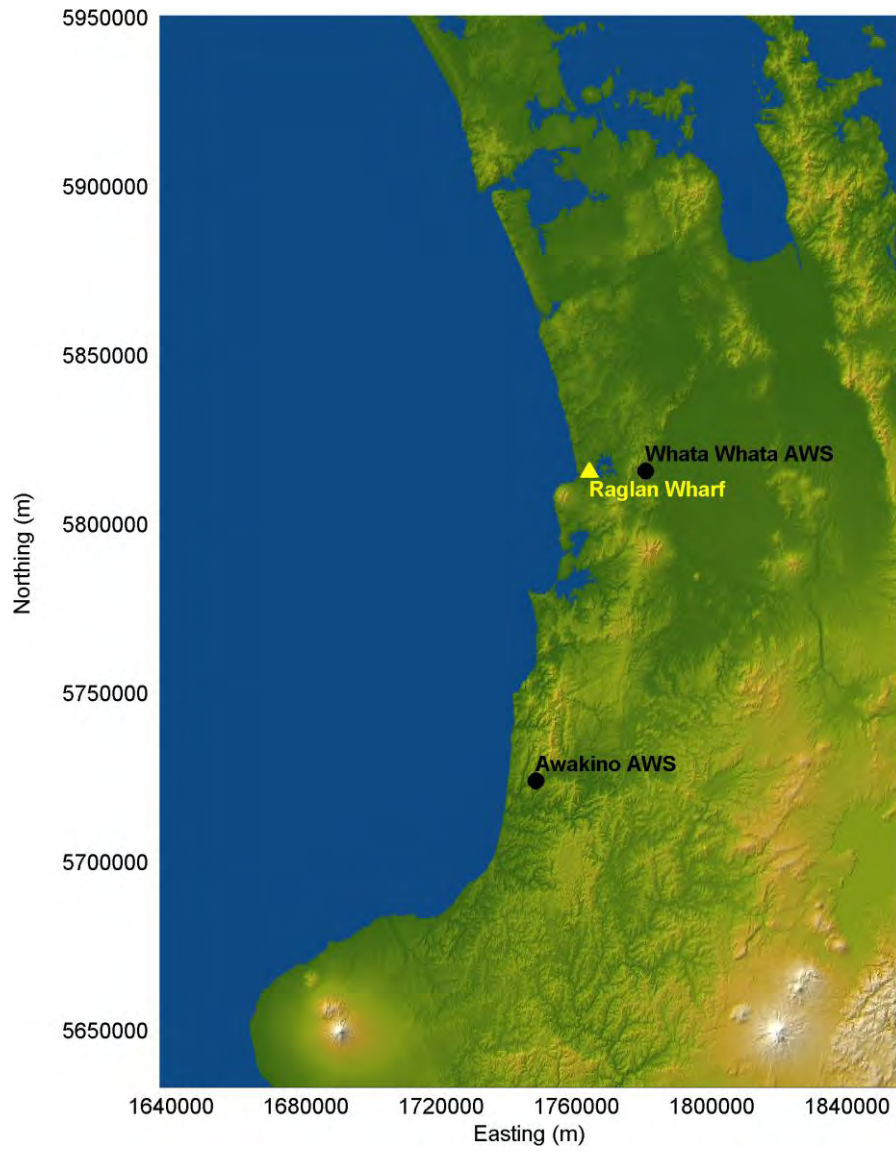 5950000
5900000
5850000
Whata Whata AWS
Raglan Wharf
5800000
Northing (m)
5750000
Awakino AWS
5700000
5650000
1640000 1680000 1720000 1760000 1800000 1840000
Easting (m)